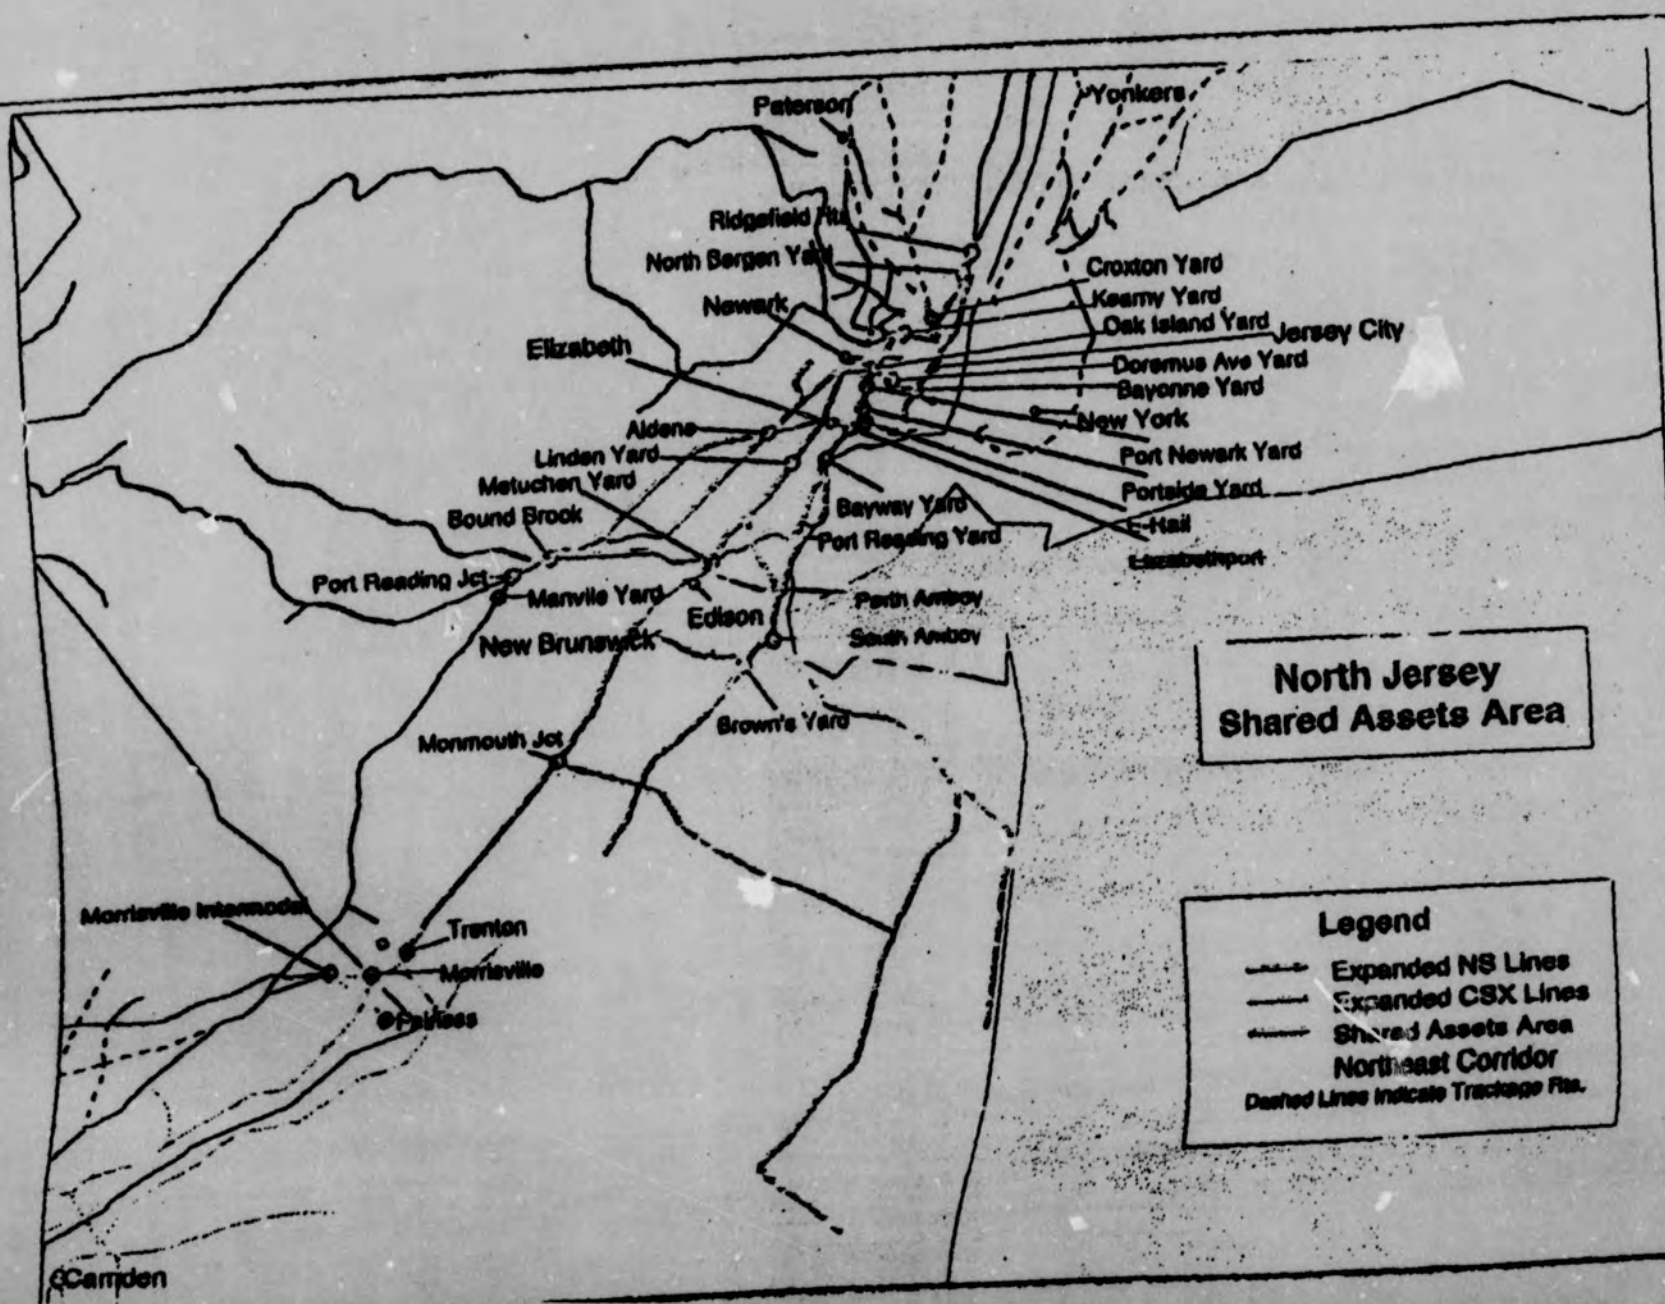 Yonkers
Paterson
Ridgefield Hts
North Bergen Yard
Newark
Elizabeth
Croxton Yard
Kearny Yard
Oak Island Yard
Jersey City
Doremus Ave Yard
Bayonne Yard
New York
Port Newark Yard
Portside Yard
E-Rail
Elizabethport
Aldene
Linden Yard
Metuchen Yard
Bound Brook
Bayway Yard
Port Reading Yard
Port Reading Jct
Manville Yard
Edison
Perth Amboy
New Brunswick
South Amboy
Brown's Yard
Monmouth Jct
North Jersey
Shared Assets Area
Morrisville Intermodal
Trenton
Morrisville
Fairless
Camden
Legend
Expanded NS Lines
Expanded CSX Lines
Shared Assets Area
Northeast Corridor
Dashed Lines Indicate Trackage Rts.